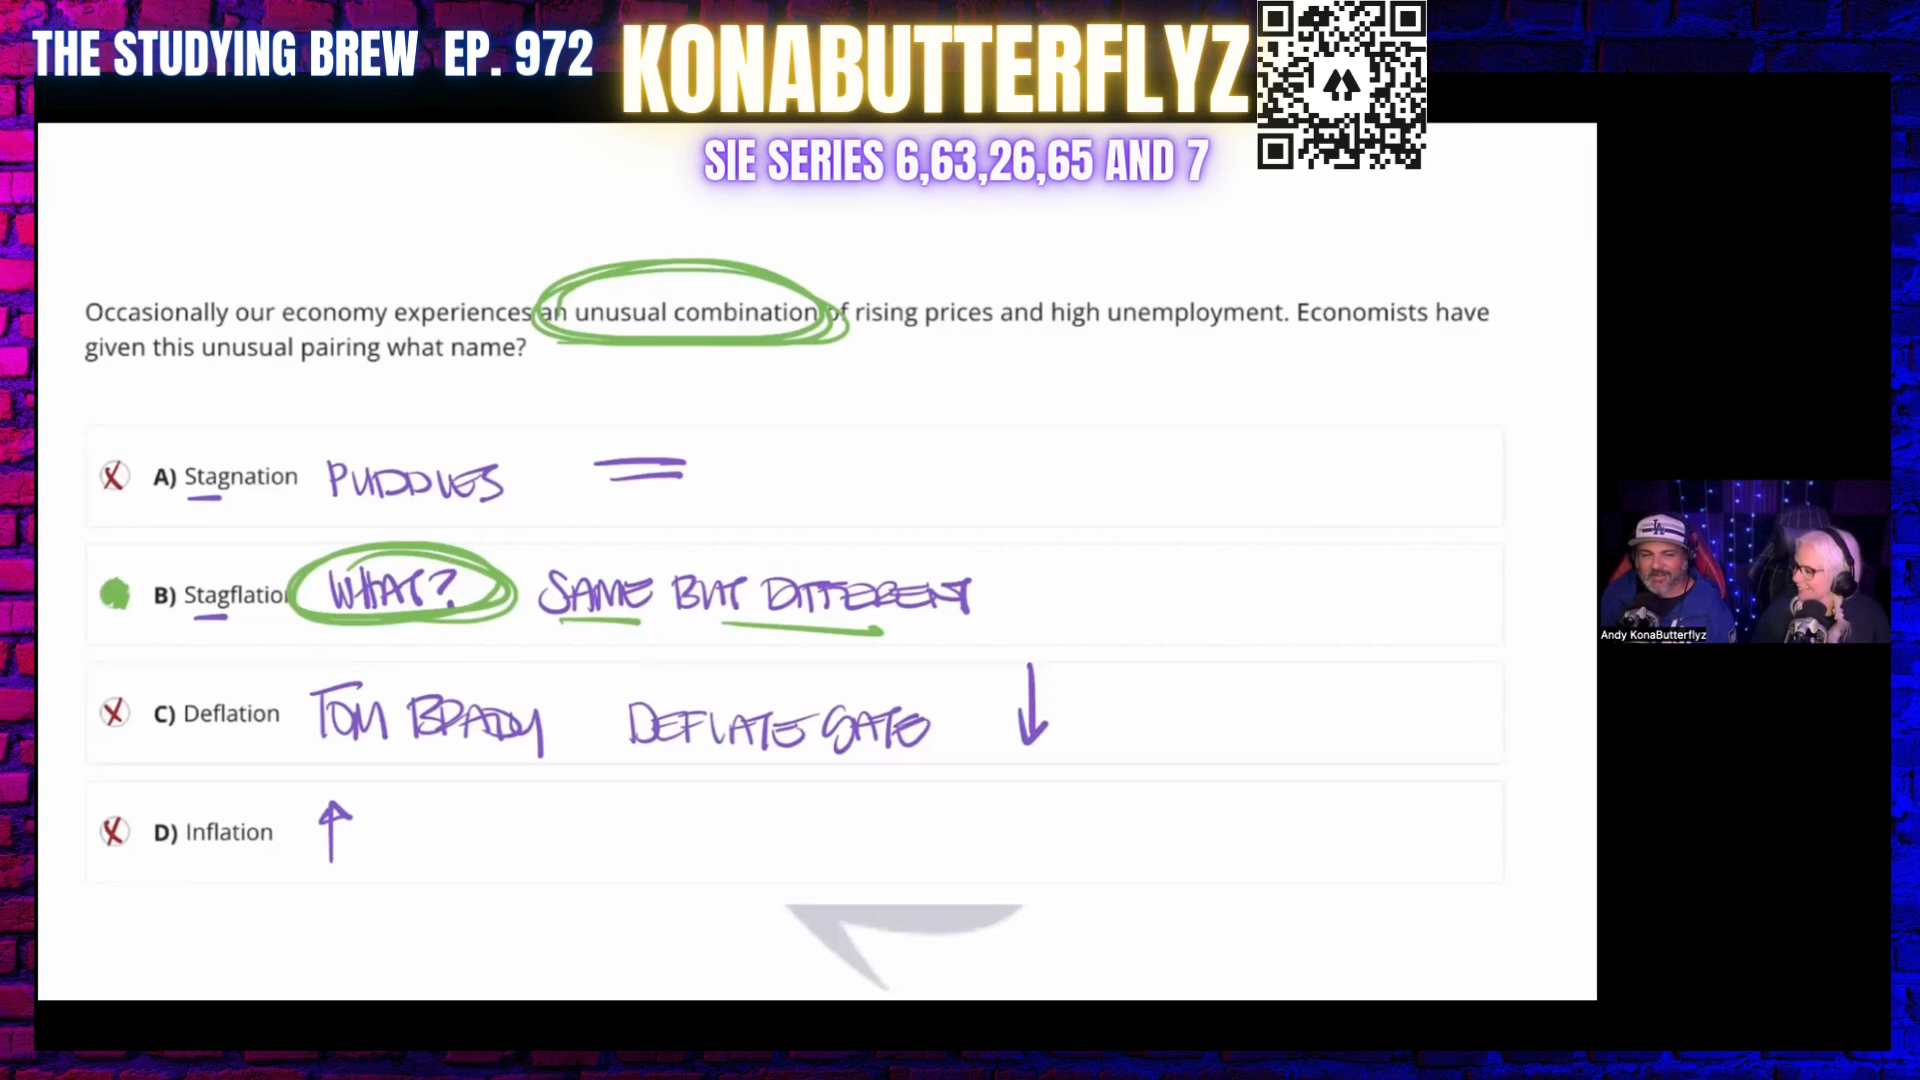 THE STUDYING BREW EP. 972
KONABUTTERFLYZ
SIE SERIES 6,63,26,65 AND 7
Occasionally our economy experiences an unusual combination of rising prices and high unemployment. Economists have
given this unusual pairing what name?
A) Stagnation PUDDLES
B) Stagflation WHAT? SAME BUT DIFFERENT
C) Deflation TOM BRADY DEFLATE GATE
D) Inflation
LA
Andy KonaButterflyz